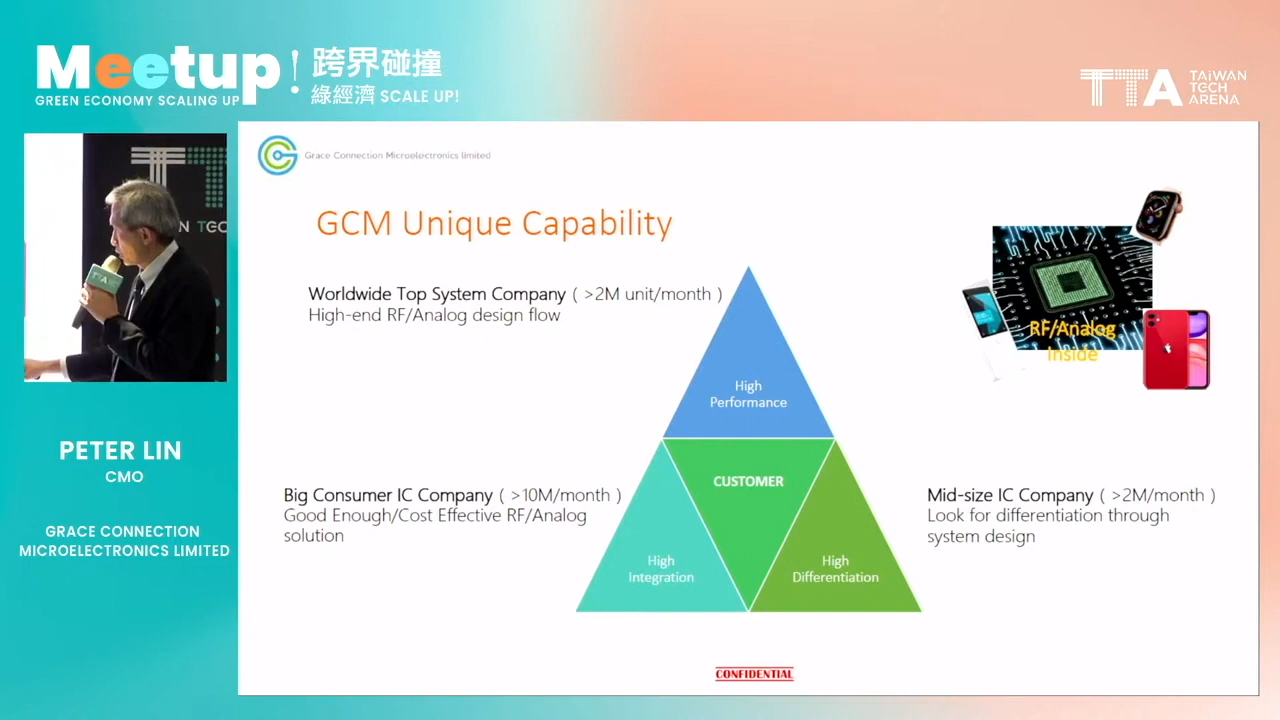 Meetup!
GREEN ECONOMY SCALING UP
跨界碰撞
綠經濟 SCALE UP!
TTA TAIWAN TECH ARENA
Grace Connection Microelectronics limited
GCM Unique Capability
Worldwide Top System Company ( >2M unit/month )
High-end RF/Analog design flow
RF/Analog
Inside
High
Performance
CUSTOMER
Big Consumer IC Company ( >10M/month )
Good Enough/Cost Effective RF/Analog
solution
Mid-size IC Company ( >2M/month )
Look for differentiation through
system design
High
Integration
High
Differentiation
CONFIDENTIAL
TTA
PETER LIN
CMO
GRACE CONNECTION
MICROELECTRONICS LIMITED